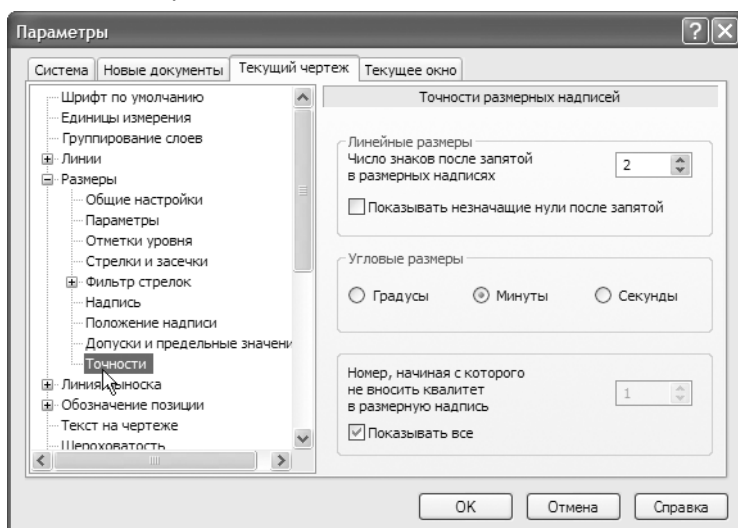 Параметры
Система Новые документы Текущий чертеж Текущее окно
Шрифт по умолчанию
Единицы измерения
Группирование слоев
Линии
Размеры
Общие настройки
Параметры
Отметки уровня
Стрелки и засечки
Фильтр стрелок
Надпись
Положение надписи
Допуски и предельные значени
Точности
Линия выноска
Обозначение позиции
Текст на чертеже
Шероховатость
Точности размерных надписей
Линейные размеры
Число знаков после запятой
в размерных надписях
2
Показывать незначащие нули после запятой
Угловые размеры
Градусы Минуты Секунды
Номер, начиная с которого
не вносить квалитет
в размерную надпись
1
Показывать все
OK Отмена Справка